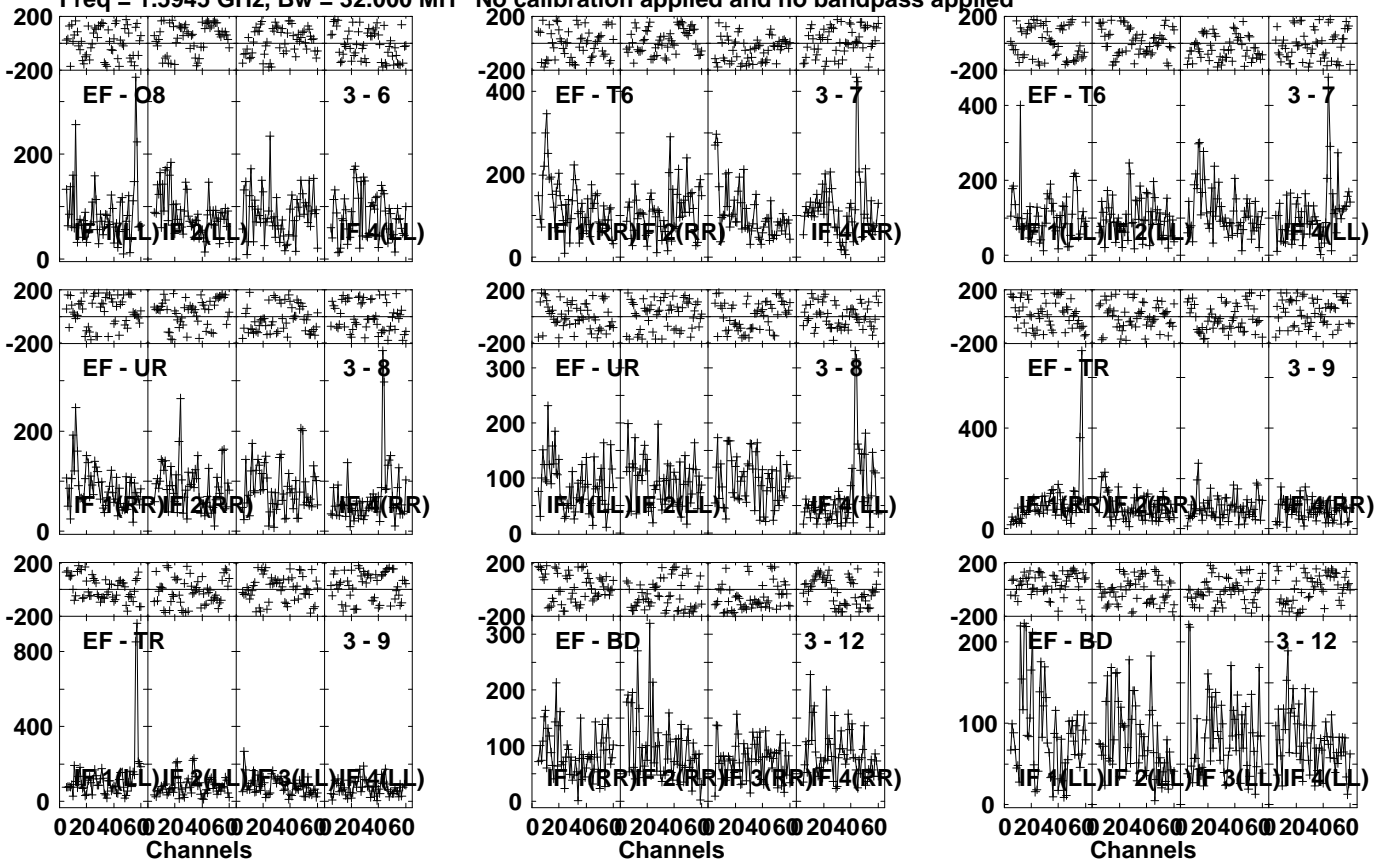 Freq = 1.5945 GHz, Bw = 32.000 MH No calibration applied and no bandpass applied
200 200 200
-200 -200 -200
EF - O8 3 - 6 EF - T6 3 - 7 EF - T6 3 - 7
400 400
200 200 200
0 0 0
IF 1(LL) IF 2(LL) IF 4(LL) IF 1(RR) IF 2(RR) IF 4(RR) IF 1(LL) IF 2(LL) IF 4(LL)
200 200 200
-200 -200 -200
EF - UR 3 - 8 EF - UR 3 - 8 EF - TR 3 - 9
300
400
200 200
100
0 0 0
IF 1(RR) IF 2(RR) IF 4(RR) IF 1(LL) IF 2(LL) IF 4(LL) IF 1(RR) IF 2(RR) IF 4(RR)
200 200 200
-200 -200 -200
EF - TR 3 - 9 EF - BD 3 - 12 EF - BD 3 - 12
800 300 200
400 200 100
100
0 0 0
IF 1(LL) IF 2(LL) IF 3(LL) IF 4(LL) IF 1(RR) IF 2(RR) IF 3(RR) IF 4(RR) IF 1(LL) IF 2(LL) IF 3(LL) IF 4(LL)
0 20 40 60 0 20 40 60 0 20 40 60 0 20 40 60 0 20 40 60 0 20 40 60 0 20 40 60 0 20 40 60 0 20 40 60 0 20 40 60 0 20 40 60 0 20 40 60
Channels Channels Channels